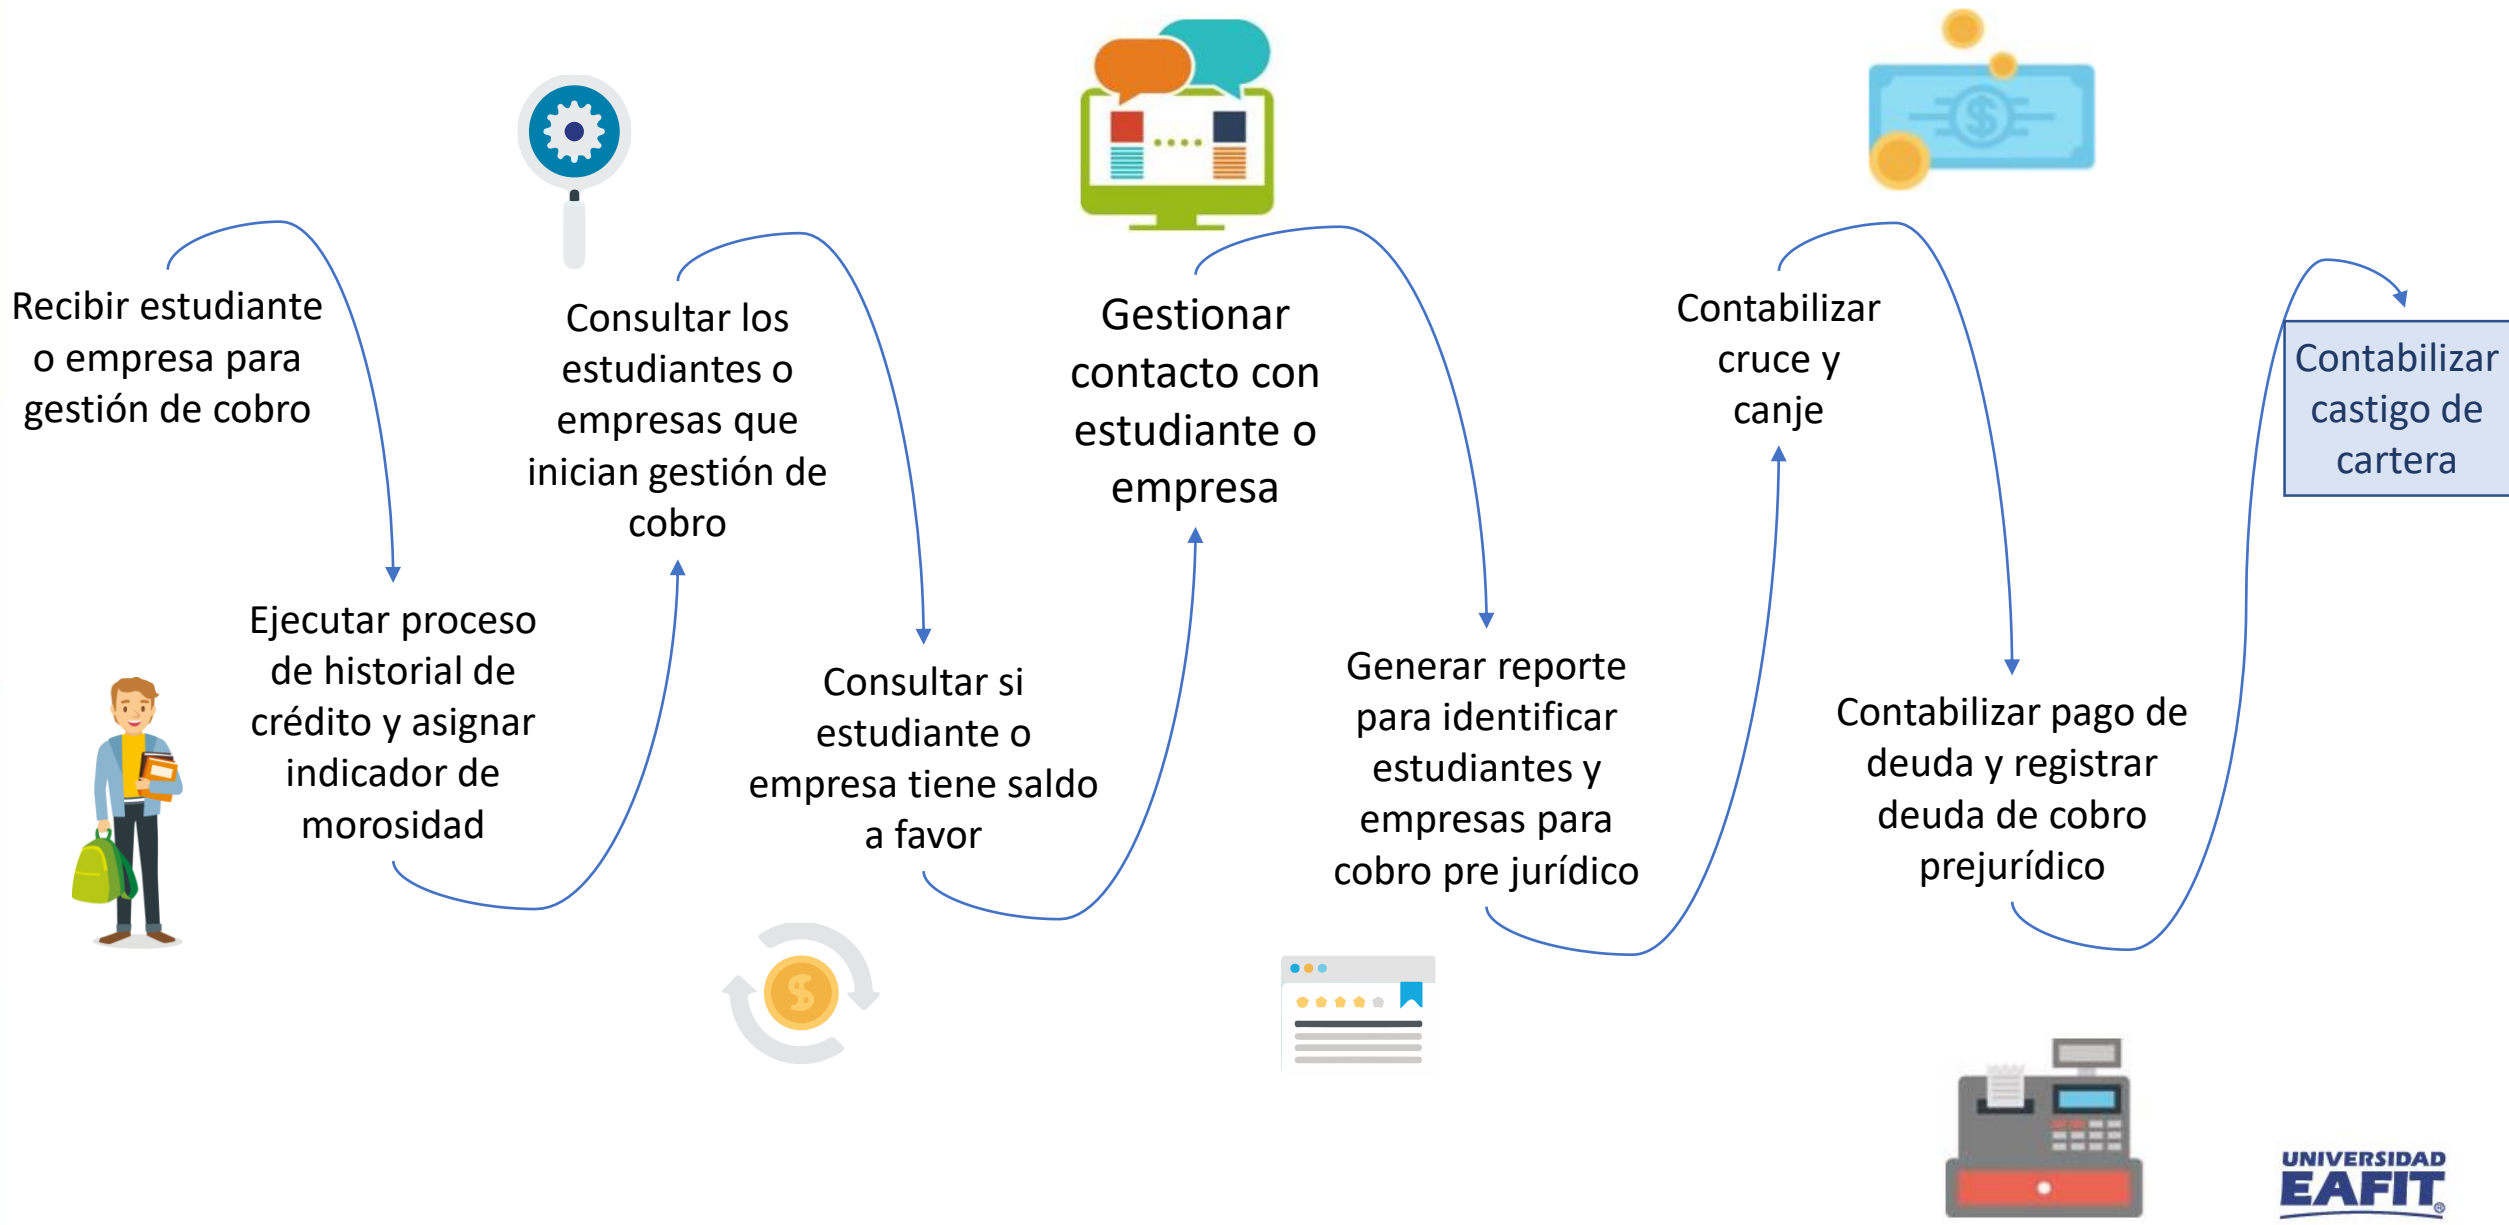 Recibir estudiante
o empresa para
gestión de cobro
Ejecutar proceso
de historial de
crédito y asignar
indicador de
morosidad
Consultar los
estudiantes o
empresas que
inician gestión de
cobro
Consultar si
estudiante o
empresa tiene saldo
a favor
Gestionar
contacto con
estudiante o
empresa
Generar reporte
para identificar
estudiantes y
empresas para
cobro pre jurídico
Contabilizar
cruce y
canje
Contabilizar pago de
deuda y registrar
deuda de cobro
prejurídico
Contabilizar
castigo de
cartera
UNIVERSIDAD
EAFIT®